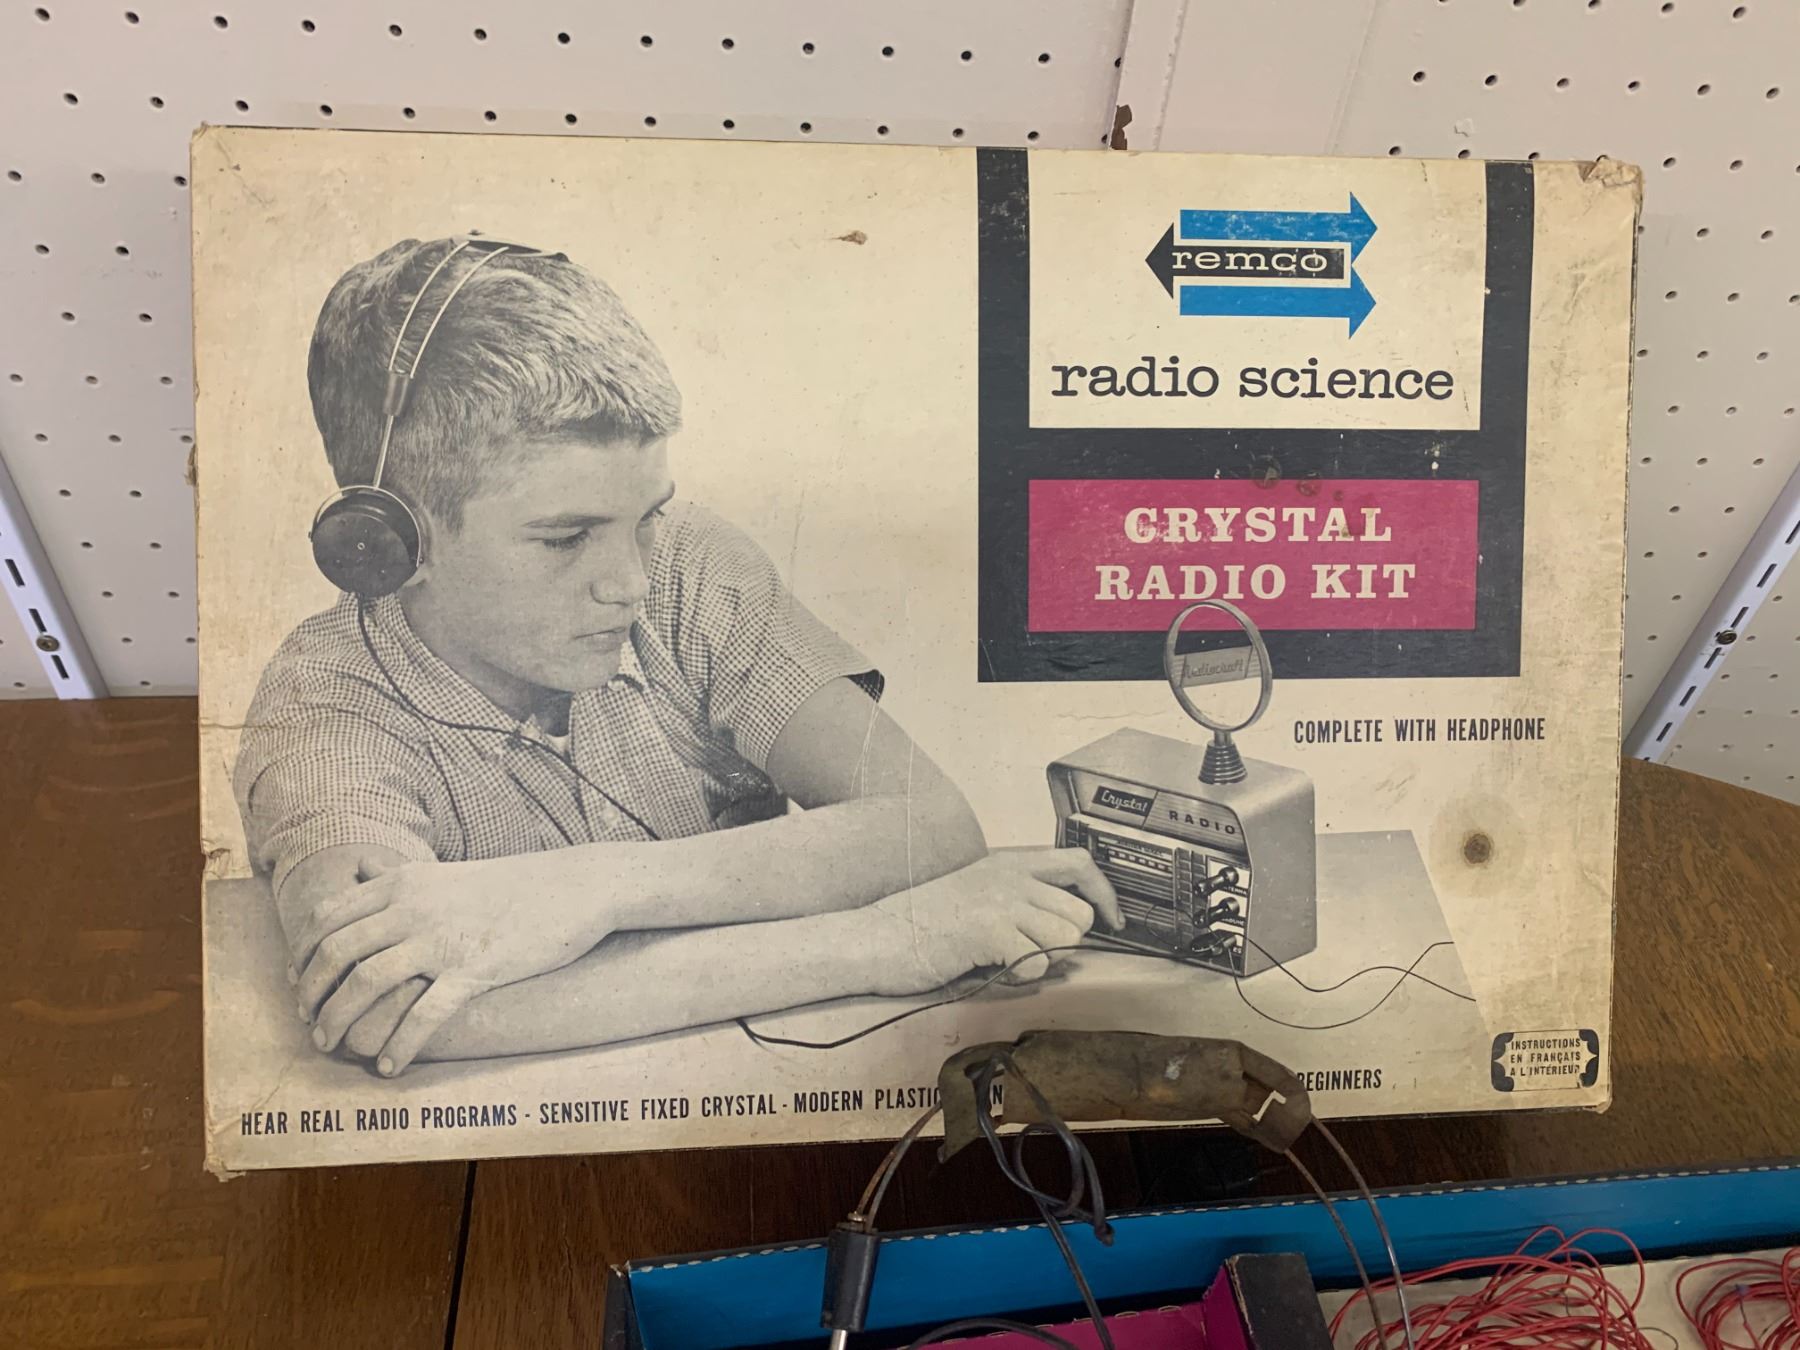 remco
radio science
CRYSTAL
RADIO KIT
Radiocraft
COMPLETE WITH HEADPHONE
Crystal
RADIO
HEAR REAL RADIO PROGRAMS - SENSITIVE FIXED CRYSTAL - MODERN PLASTIC
BEGINNERS
INSTRUCTIONS
EN FRANÇAIS
A L'INTERIEUR